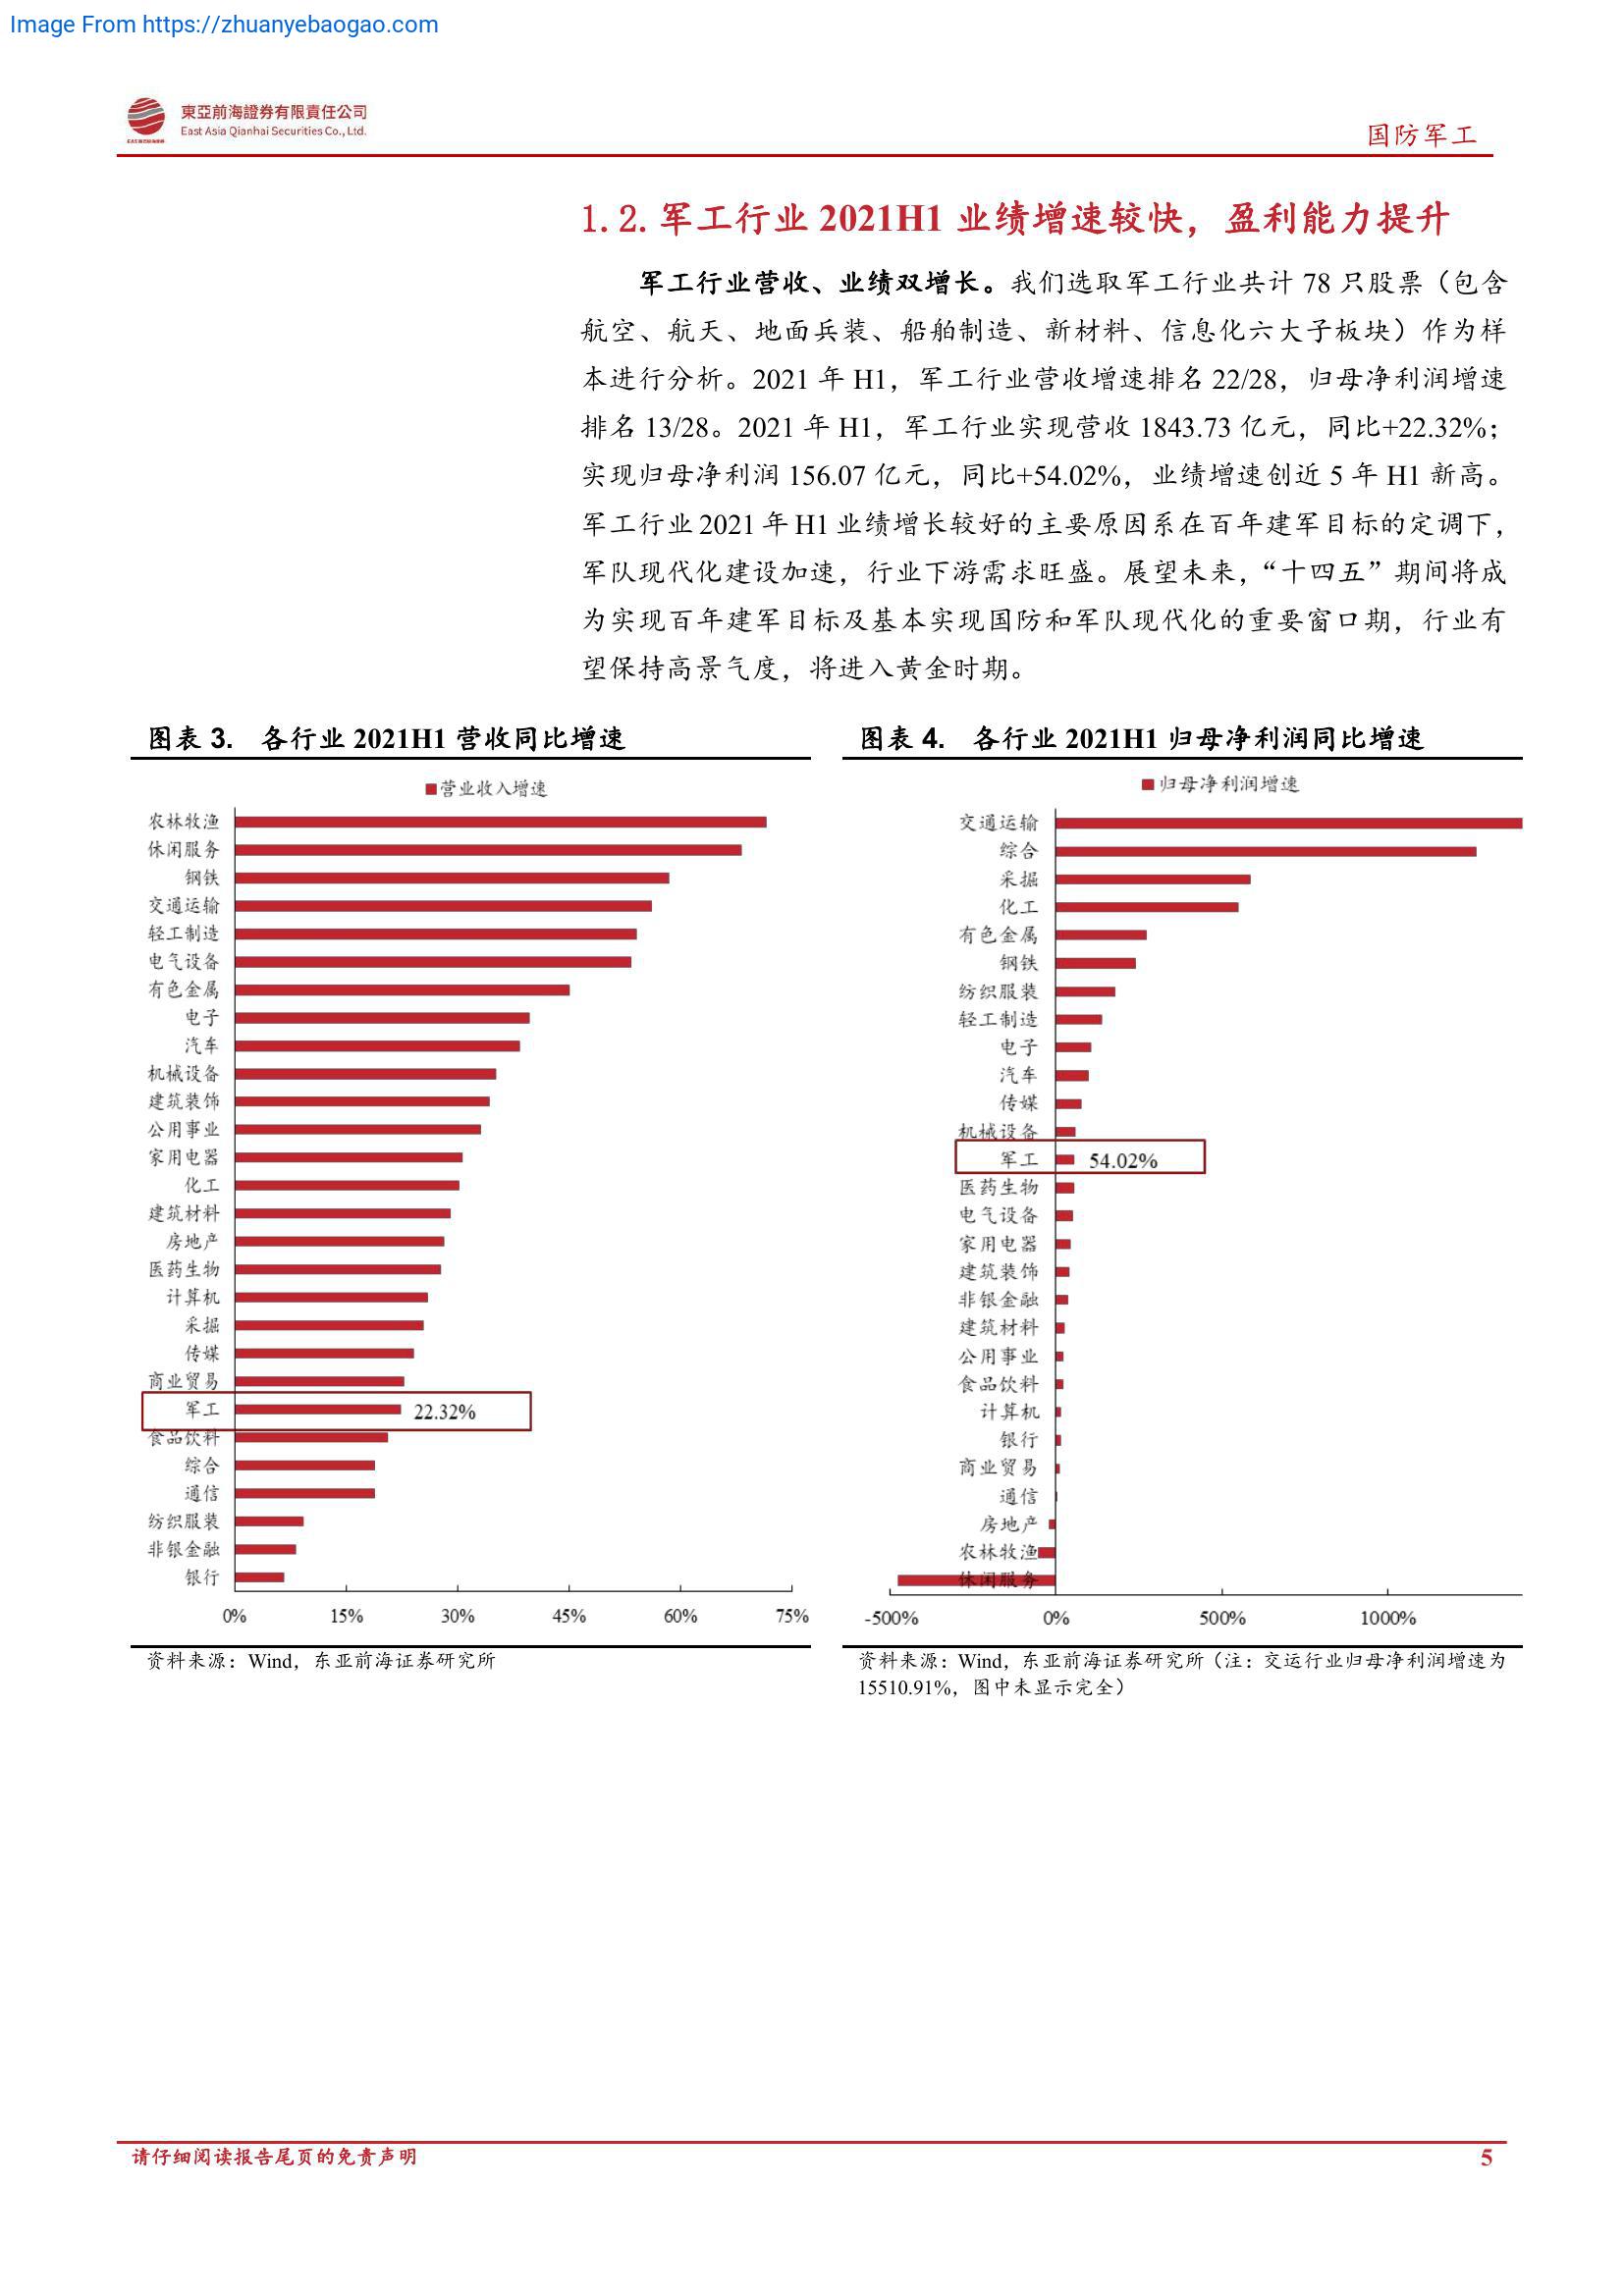 Image From https://zhuanyebaogao.com
東亞前海證券有限責任公司
East Asia Qianhai Securities Co., Ltd.
国防军工
1.2. 军工行业 2021H1 业绩增速较快，盈利能力提升
军工行业营收、业绩双增长。我们选取军工行业共计 78 只股票（包含
航空、航天、地面兵装、船舶制造、新材料、信息化六大子板块）作为样
本进行分析。2021 年 H1，军工行业营收增速排名 22/28，归母净利润增速
排名 13/28。2021 年 H1，军工行业实现营收 1843.73 亿元，同比+22.32%；
实现归母净利润 156.07 亿元，同比+54.02%，业绩增速创近 5 年 H1 新高。
军工行业 2021 年 H1 业绩增长较好的主要原因系在百年建军目标的定调下，
军队现代化建设加速，行业下游需求旺盛。展望未来，“十四五”期间将成
为实现百年建军目标及基本实现国防和军队现代化的重要窗口期，行业有
望保持高景气度，将进入黄金时期。
图表 3. 各行业 2021H1 营收同比增速
营业收入增速
农林牧渔
休闲服务
钢铁
交通运输
轻工制造
电气设备
有色金属
电子
汽车
机械设备
建筑装饰
公用事业
家用电器
化工
建筑材料
房地产
医药生物
计算机
采掘
传媒
商业贸易
军工 22.32%
食品饮料
综合
通信
纺织服装
非银金融
银行
0% 15% 30% 45% 60% 75%
资料来源：Wind，东亚前海证券研究所
图表 4. 各行业 2021H1 归母净利润同比增速
归母净利润增速
交通运输
综合
采掘
化工
有色金属
钢铁
纺织服装
轻工制造
电子
汽车
传媒
机械设备
军工 54.02%
医药生物
电气设备
家用电器
建筑装饰
非银金融
建筑材料
公用事业
食品饮料
计算机
银行
商业贸易
通信
房地产
农林牧渔
休闲服务
-500% 0% 500% 1000%
资料来源：Wind，东亚前海证券研究所（注：交运行业归母净利润增速为
15510.91%，图中未显示完全）
请仔细阅读报告尾页的免责声明
5